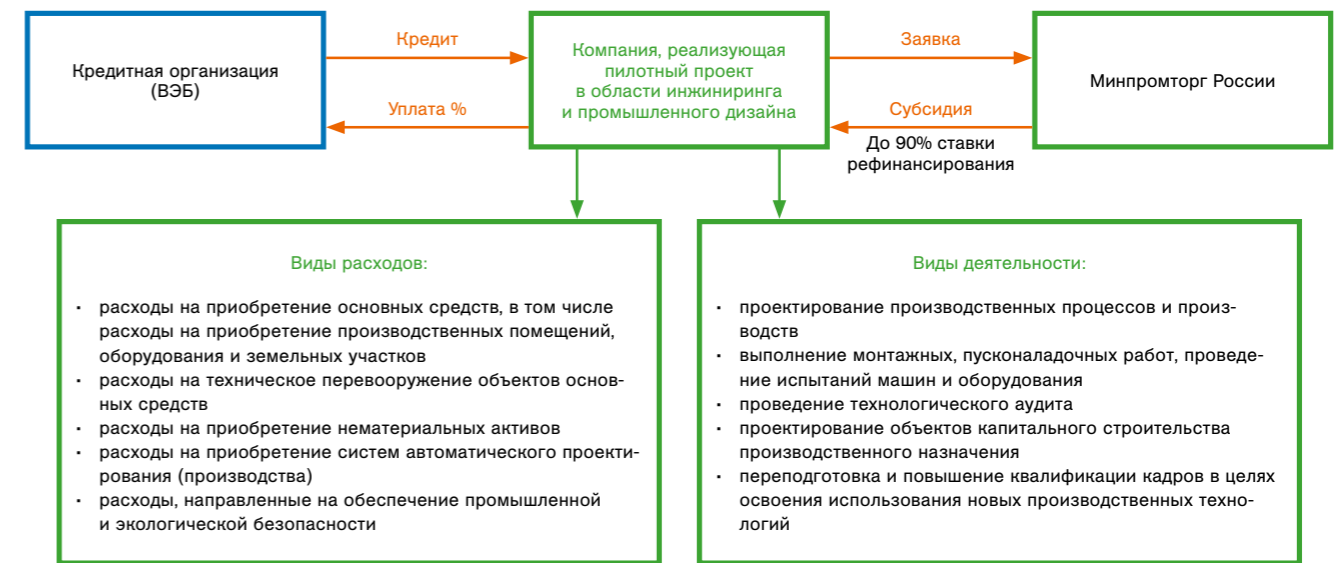 Кредитная организация
(ВЭБ)
Кредит
Уплата %
Компания, реализующая
пилотный проект
в области инжиниринга
и промышленного дизайна
Заявка
Субсидия
До 90% ставки
рефинансирования
Минпромторг России
Виды расходов:
· расходы на приобретение основных средств, в том числе
расходы на приобретение производственных помещений,
оборудования и земельных участков
· расходы на техническое перевооружение объектов основ-
ных средств
· расходы на приобретение нематериальных активов
· расходы на приобретение систем автоматического проекти-
рования (производства)
· расходы, направленные на обеспечение промышленной
и экологической безопасности
Виды деятельности:
· проектирование производственных процессов и произ-
водств
· выполнение монтажных, пусконаладочных работ, проведе-
ние испытаний машин и оборудования
· проведение технологического аудита
· проектирование объектов капитального строительства
производственного назначения
· переподготовка и повышение квалификации кадров в целях
освоения использования новых производственных техно-
логий